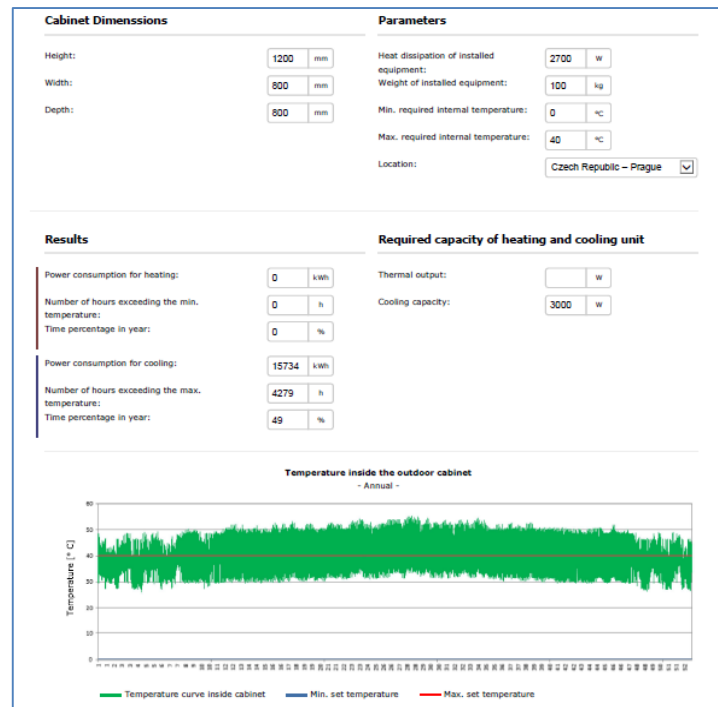 Cabinet Dimenssions
Parameters
Height:
1200 mm
Width:
800 mm
Depth:
800 mm
Heat dissipation of installed
equipment:
2700 W
Weight of installed equipment:
100 kg
Min. required internal temperature:
0 °C
Max. required internal temperature:
40 °C
Location:
Czech Republic – Prague
Results
Required capacity of heating and cooling unit
Power consumption for heating:
0 kWh
Number of hours exceeding the min.
temperature:
0 h
Time percentage in year:
0 %
Power consumption for cooling:
15734 kWh
Number of hours exceeding the max.
temperature:
4279 h
Time percentage in year:
49 %
Thermal output:
W
Cooling capacity:
3000 W
Temperature inside the outdoor cabinet
- Annual -
Temperature [° C]
60
50
40
30
20
10
0
Temperature curve inside cabinet
Min. set temperature
Max. set temperature